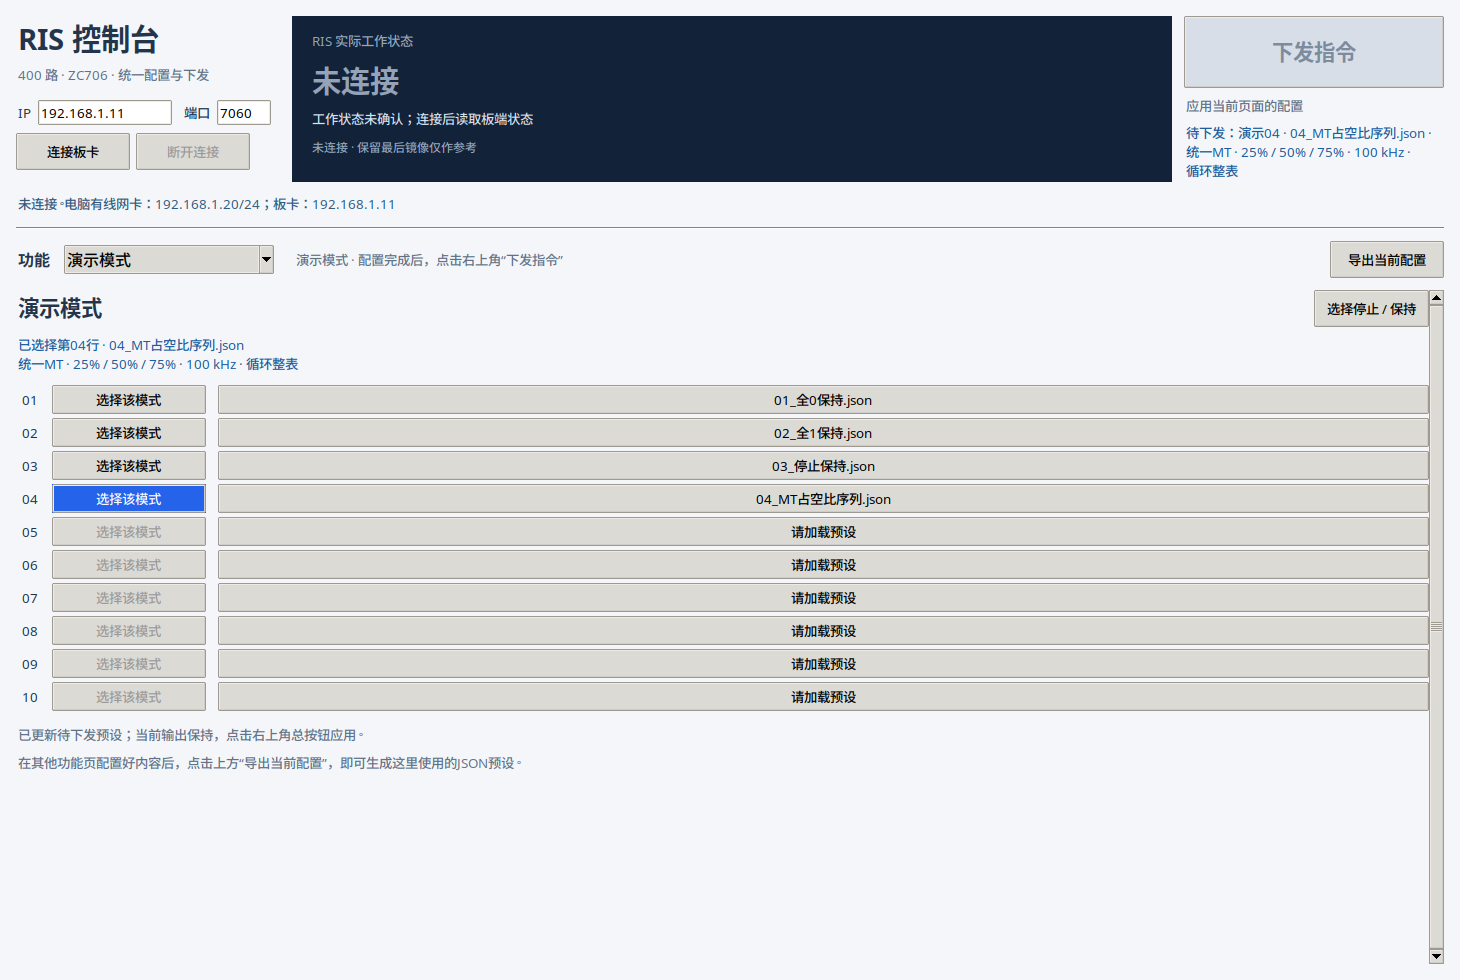 RIS 控制台
400 路 · ZC706 · 统一配置与下发
IP 192.168.1.11 端口 7060
连接板卡 断开连接
RIS 实际工作状态
未连接
工作状态未确认；连接后读取板端状态
未连接 · 保留最后镜像仅作参考
下发指令
应用当前页面的配置
待下发：演示04 · 04_MT占空比序列.json ·
统一MT · 25% / 50% / 75% · 100 kHz ·
循环整表
未连接。电脑有线网卡：192.168.1.20/24；板卡：192.168.1.11
功能 演示模式 演示模式 · 配置完成后，点击右上角“下发指令” 导出当前配置
演示模式 选择停止 / 保持
已选择第04行 · 04_MT占空比序列.json
统一MT · 25% / 50% / 75% · 100 kHz · 循环整表
01 选择该模式 01_全0保持.json
02 选择该模式 02_全1保持.json
03 选择该模式 03_停止保持.json
04 选择该模式 04_MT占空比序列.json
05 选择该模式 请加载预设
06 选择该模式 请加载预设
07 选择该模式 请加载预设
08 选择该模式 请加载预设
09 选择该模式 请加载预设
10 选择该模式 请加载预设
已更新待下发预设；当前输出保持，点击右上角总按钮应用。
在其他功能页配置好内容后，点击上方“导出当前配置”，即可生成这里使用的JSON预设。